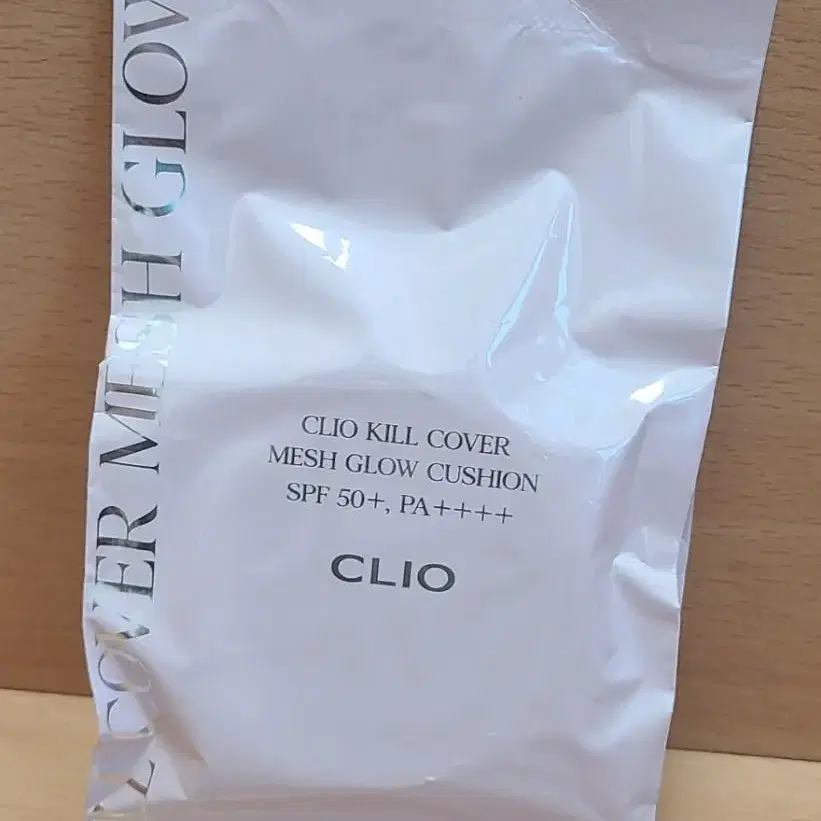 CLIO KILL COVER
MESH GLOW CUSHION
SPF 50+, PA++++
CLIO
COVER MESH GLOW